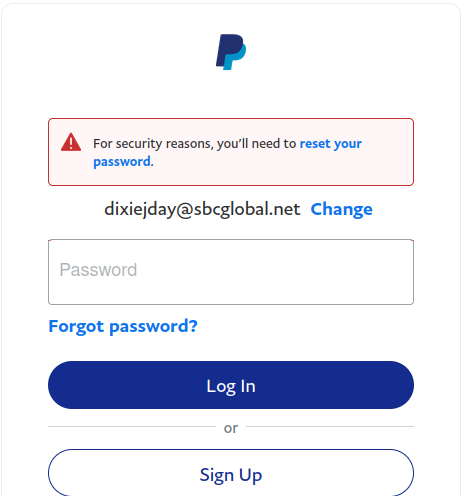 For security reasons, you'll need to reset your
password.
dixiejday@sbcglobal.net Change
Password
Forgot password?
Log In
or
Sign Up